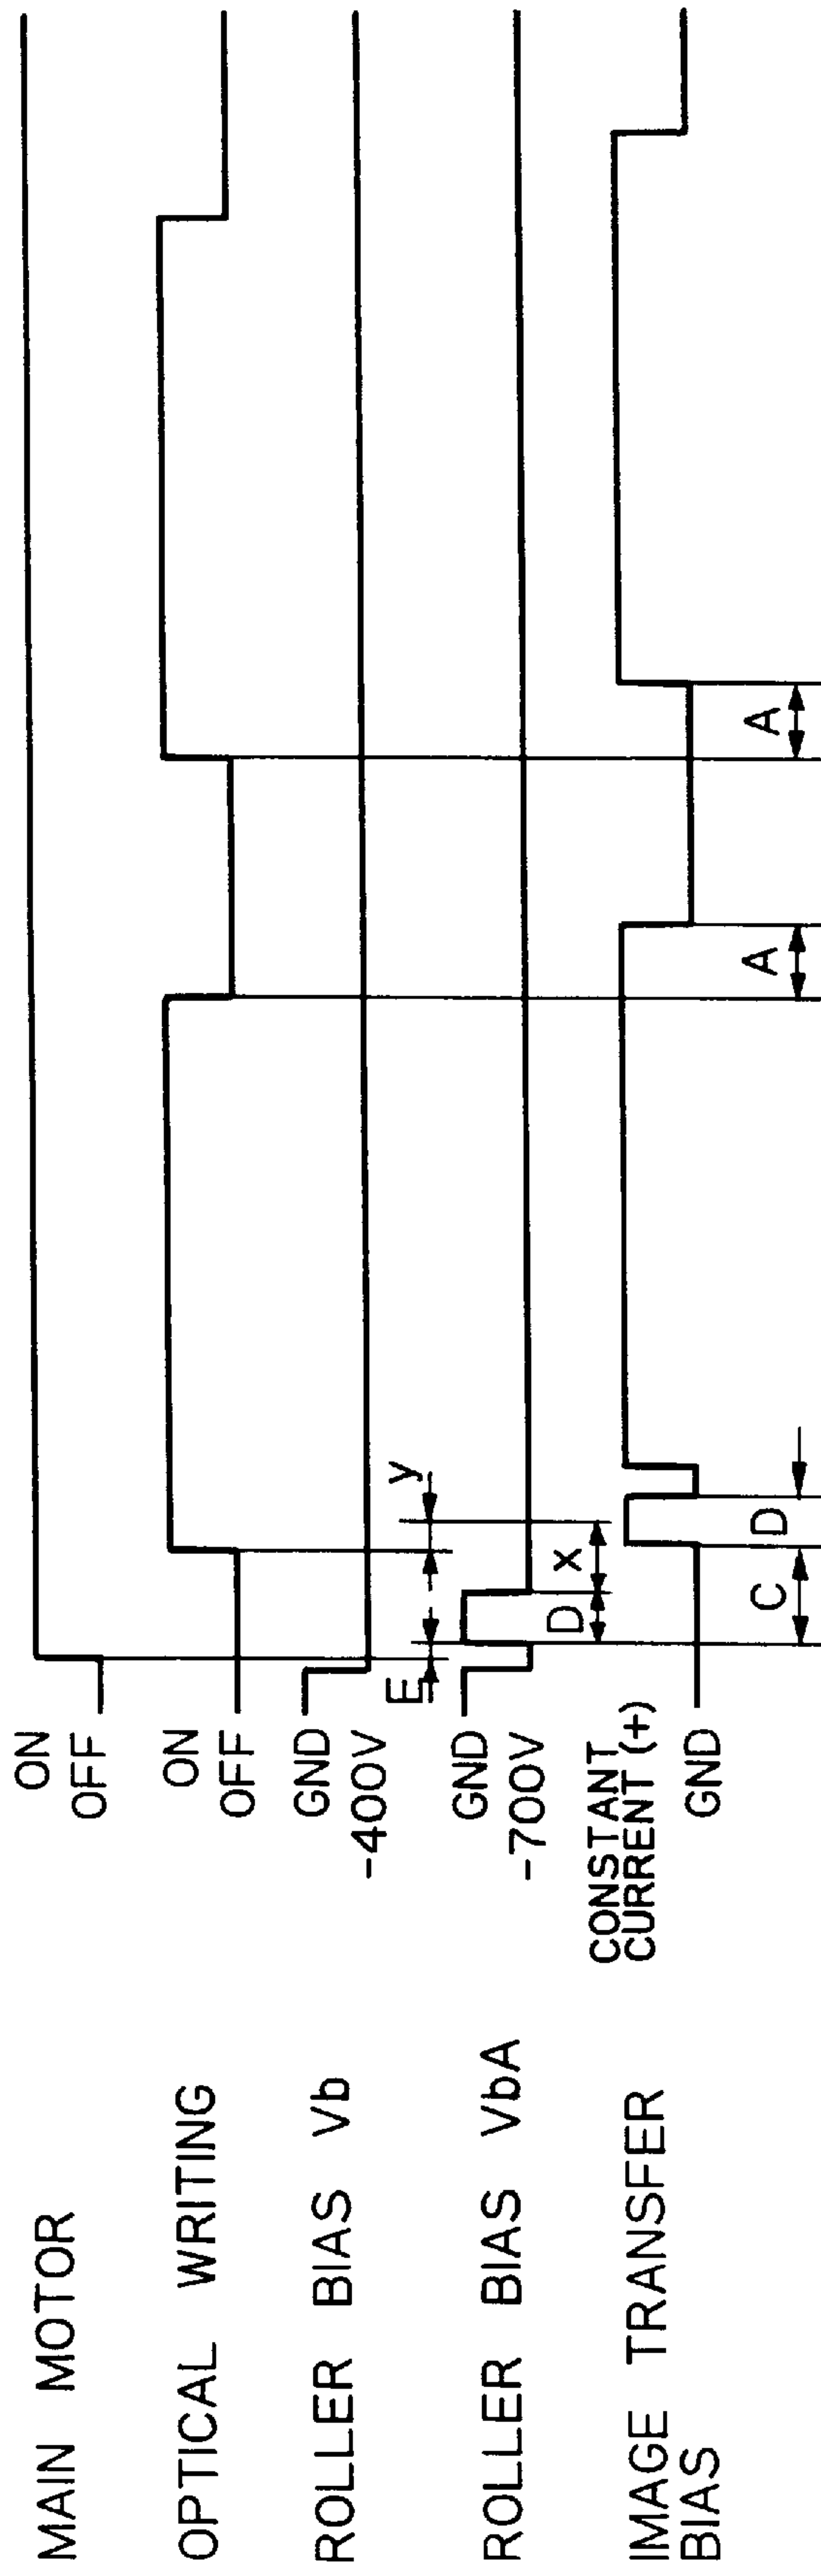 MAIN MOTOR
ON
OFF
OPTICAL WRITING
ON
OFF
ROLLER BIAS Vb
GND
-400V
E
y
ROLLER BIAS VbA
GND
-700V
D
x
IMAGE TRANSFER
BIAS
CONSTANT
CURRENT (+)
GND
C
D
A
A